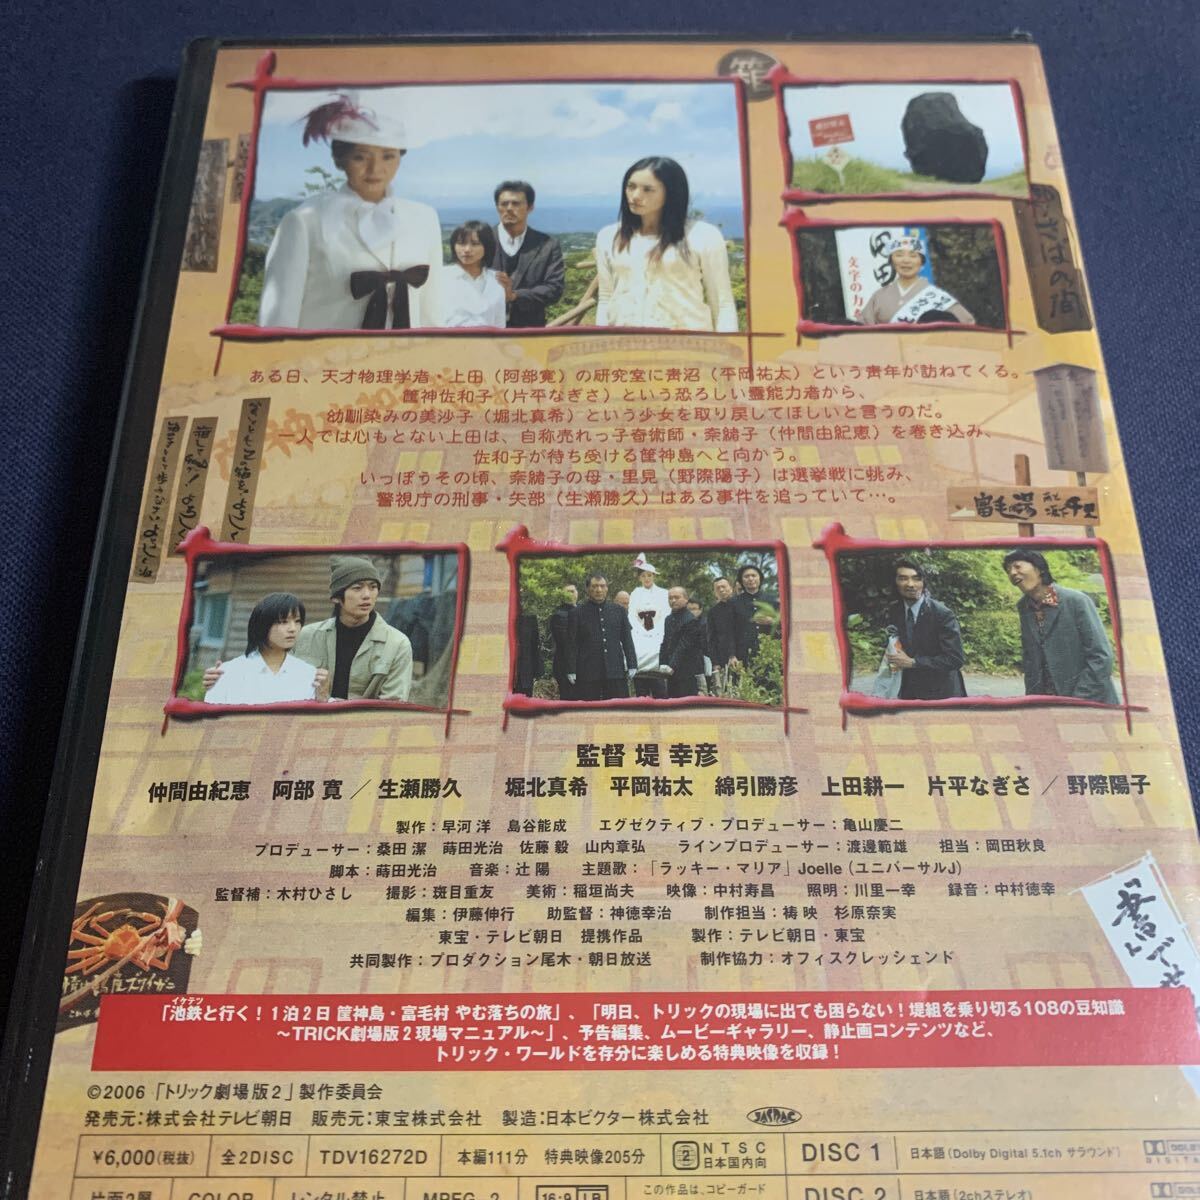 ある日、天才物理学者・上田（阿部寛）の研究室に青沼（平岡祐太）という青年が訪ねてくる。
筐神佐和子（片平なぎさ）という恐ろしい霊能力者から、
幼馴染みの美沙子（堀北真希）という少女を取り戻してほしいと言うのだ。
一人では心もとない上田は、自称売れっ子奇術師・奈緒子（仲間由紀恵）を巻き込み、
佐和子が待ち受ける筐神島へと向かう。
いっぽうその頃、奈緒子の母・里見（野際陽子）は選挙戦に挑み、
警視庁の刑事・矢部（生瀬勝久）はある事件を追っていて…。
監督 堤 幸彦
仲間由紀恵　阿部 寛／生瀬勝久　堀北真希　平岡祐太　綿引勝彦　上田耕一　片平なぎさ／野際陽子
製作：早河 洋　島谷能成　エグゼクティブ・プロデューサー：亀山慶二
プロデューサー：桑田 潔　蒔田光治　佐藤 毅　山内章弘　ラインプロデューサー：渡邊範雄　担当：岡田秋良
脚本：蒔田光治　音楽：辻 陽　主題歌：「ラッキー・マリア」Joelle（ユニバーサルJ）
監督補：木村ひさし　撮影：斑目重友　美術：稲垣尚夫　映像：中村寿昌　照明：川里一幸　録音：中村徳幸
編集：伊藤伸行　助監督：神徳幸治　制作担当：祷 映　杉原奈実
東宝・テレビ朝日 提携作品　製作：テレビ朝日・東宝
共同製作：プロダクション尾木・朝日放送　制作協力：オフィスクレッシェンド
イケテツ
「池鉄と行く！1泊2日 筐神島・富毛村 やむ落ちの旅」、「明日、トリックの現場に出ても困らない！堤組を乗り切る108の豆知識
～TRICK劇場版2現場マニュアル～」、予告編集、ムービーギャラリー、静止画コンテンツなど、
トリック・ワールドを存分に楽しめる特典映像を収録！
©2006「トリック劇場版2」製作委員会
発売元：株式会社テレビ朝日　販売元：東宝株式会社　製造：日本ビクター株式会社　JASRAC
¥6,000（税抜）　全2DISC　TDV16272D　本編111分　特典映像205分　2 NTSC 日本国内向　DISC 1　日本語（Dolby Digital 5.1ch サラウンド）
片面2層　COLOR　レンタル禁止　MPEG-2　16:9 LB　この作品は、コピーガード　DISC 2　日本語（2chステレオ）